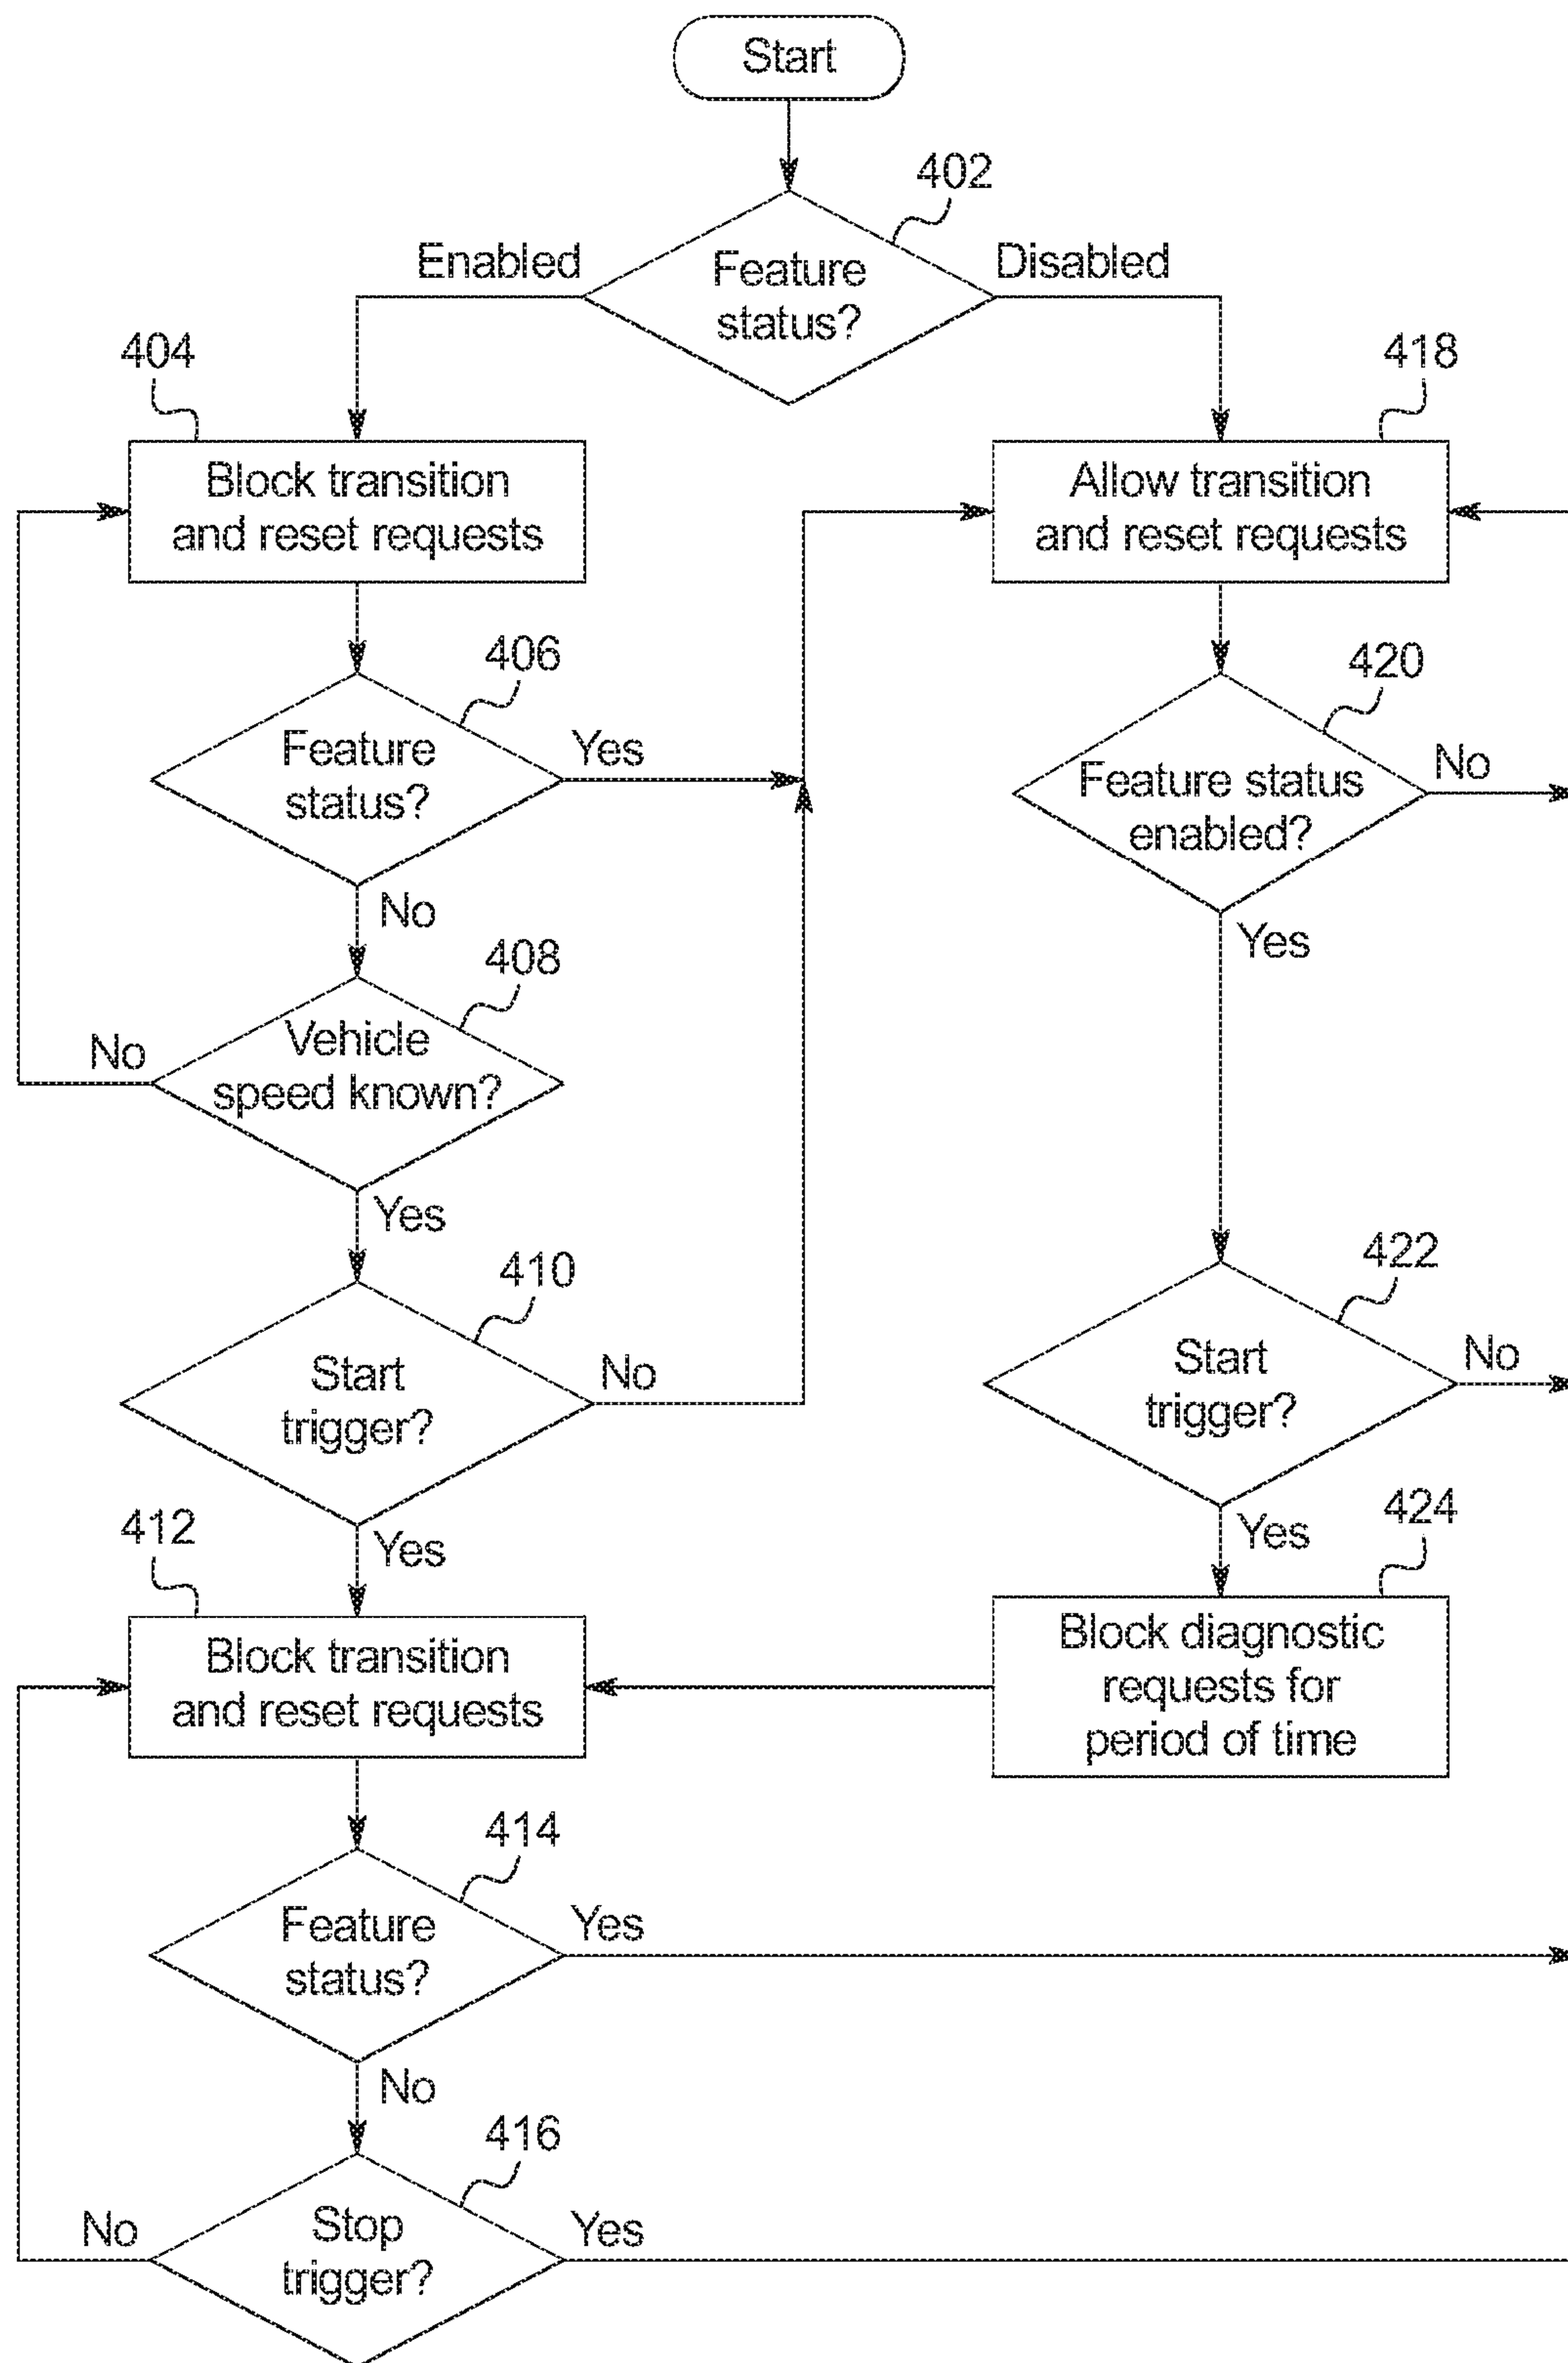 Start
402
Enabled
Disabled
Feature
status?
404
418
Block transition
and reset requests
Allow transition
and reset requests
406
420
Feature
status?
Yes
Feature status
enabled?
No
No
Yes
408
Vehicle
speed known?
No
Yes
410
422
Start
trigger?
No
Start
trigger?
No
412
Yes
Yes
424
Block transition
and reset requests
Block diagnostic
requests for
period of time
414
Feature
status?
Yes
No
416
Stop
trigger?
No
Yes